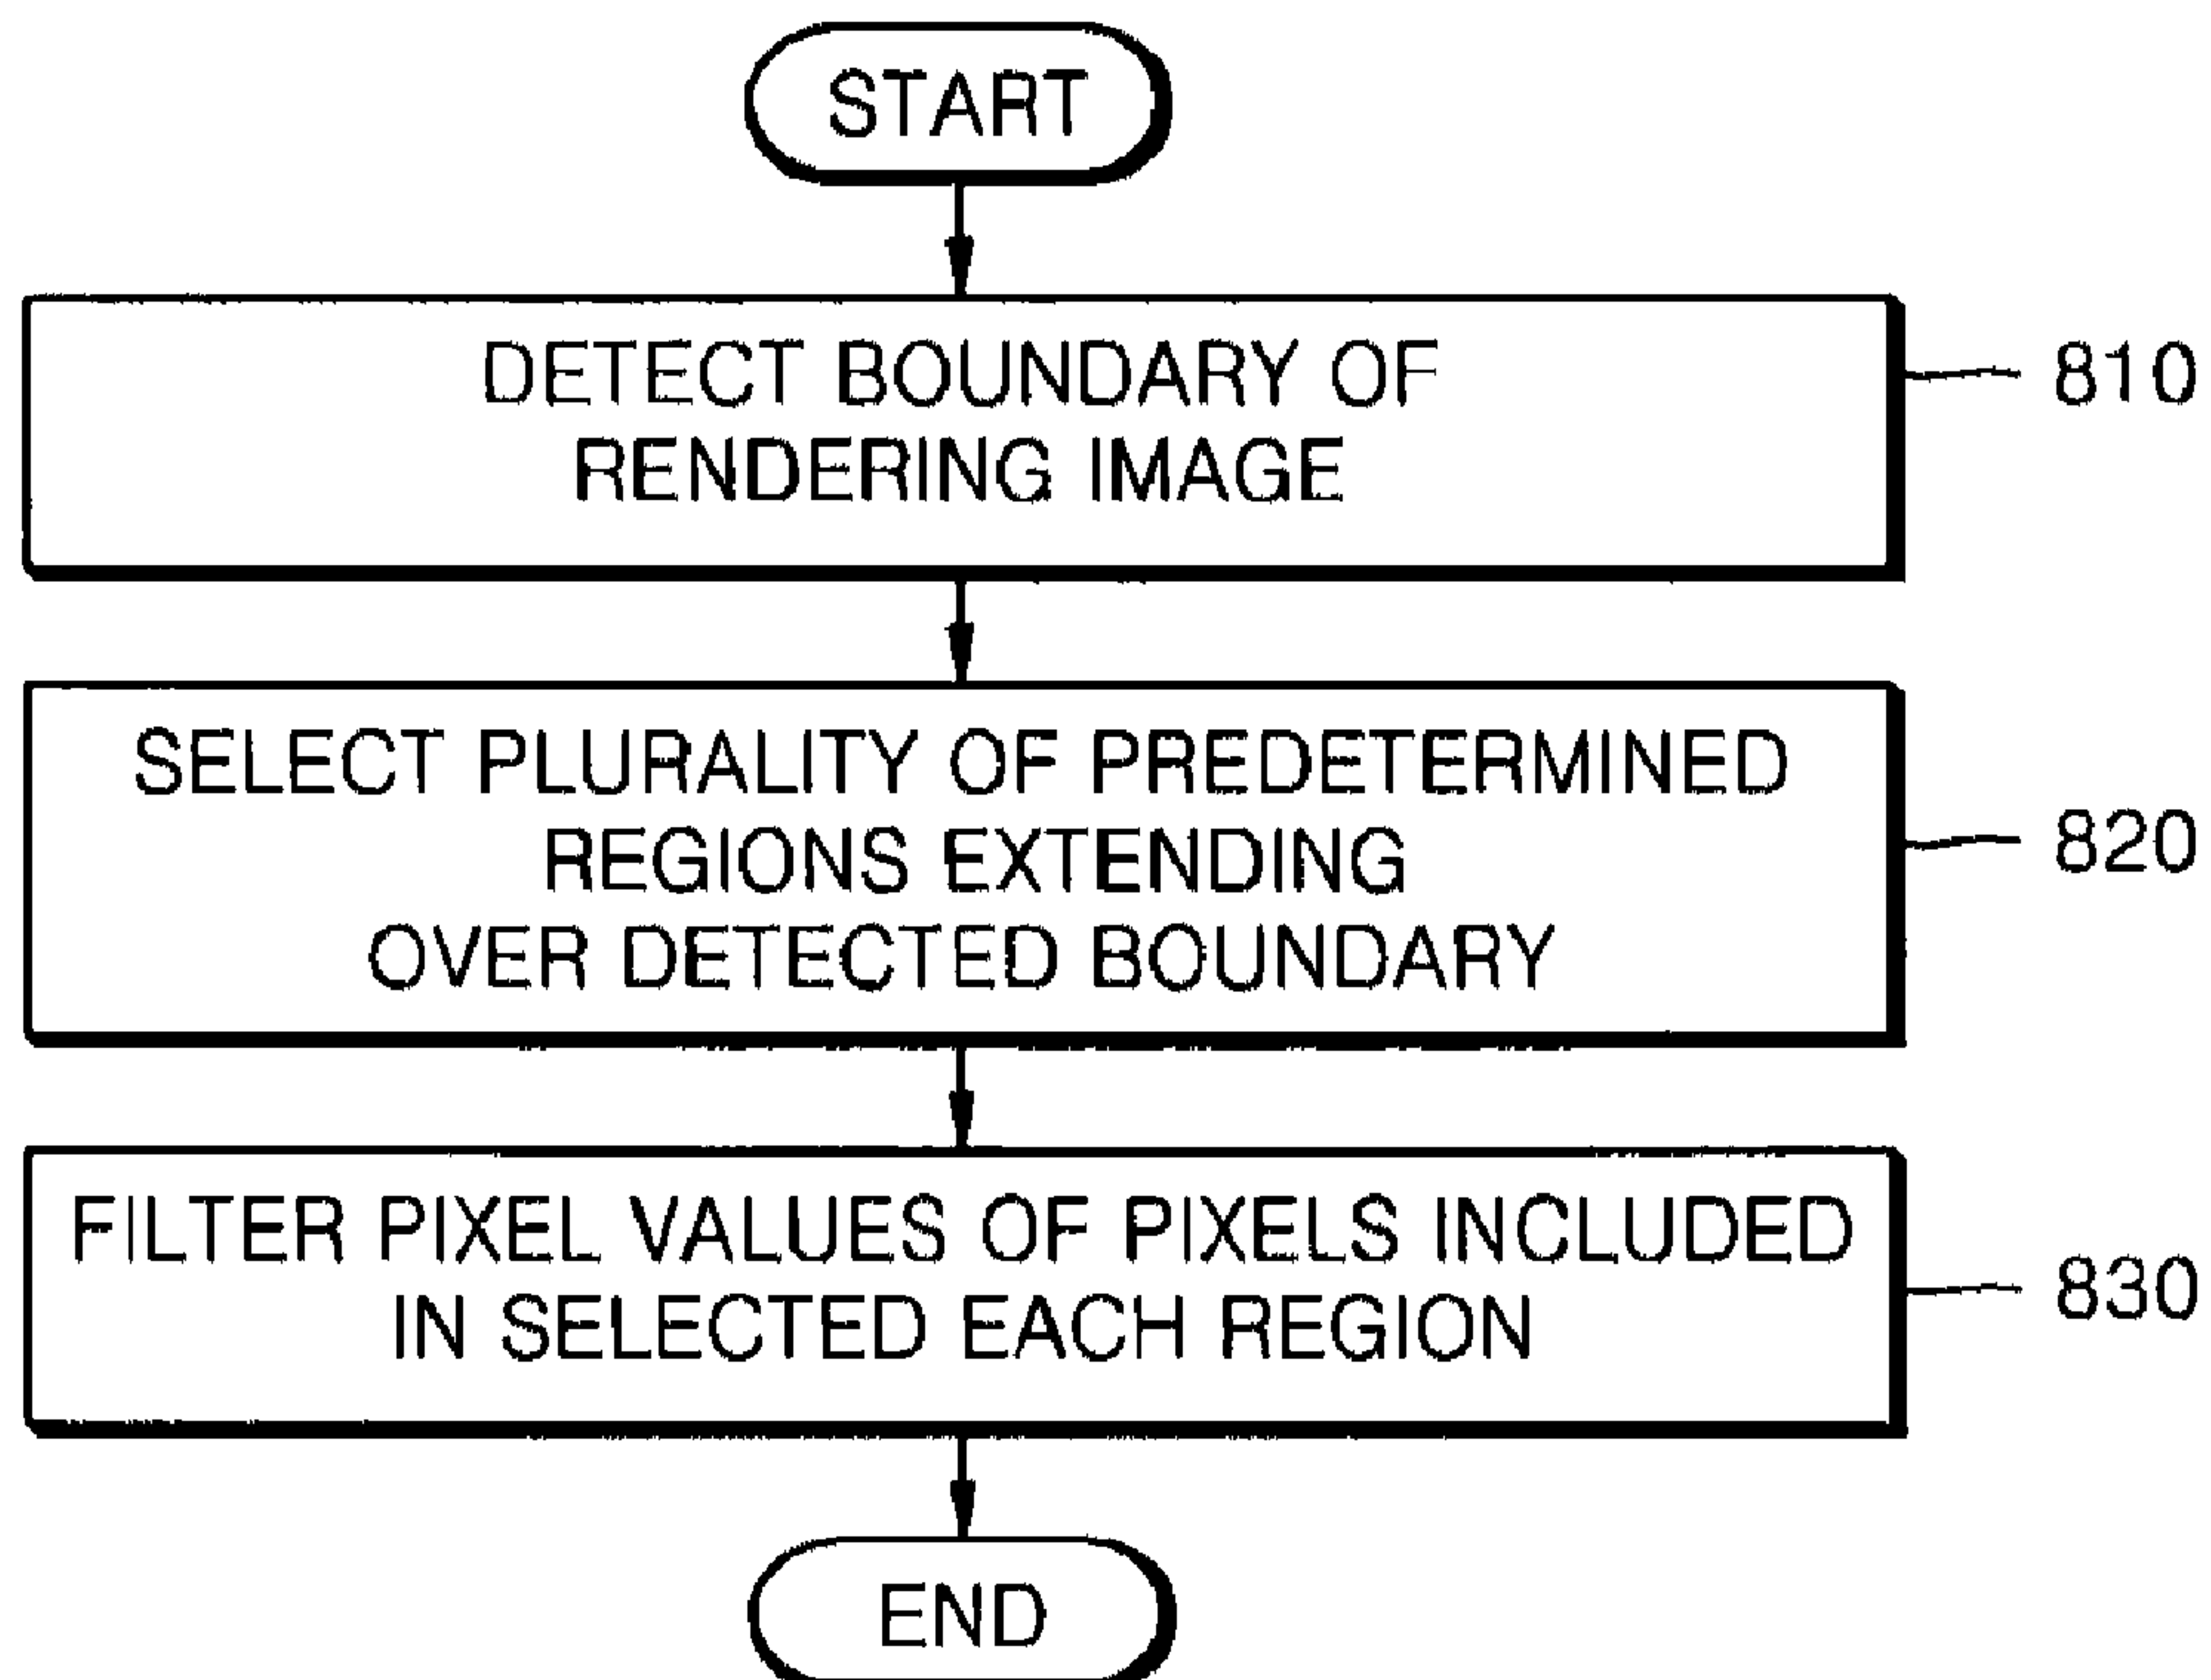 START
DETECT BOUNDARY OF
RENDERING IMAGE
810
SELECT PLURALITY OF PREDETERMINED
REGIONS EXTENDING
OVER DETECTED BOUNDARY
820
FILTER PIXEL VALUES OF PIXELS INCLUDED
IN SELECTED EACH REGION
830
END